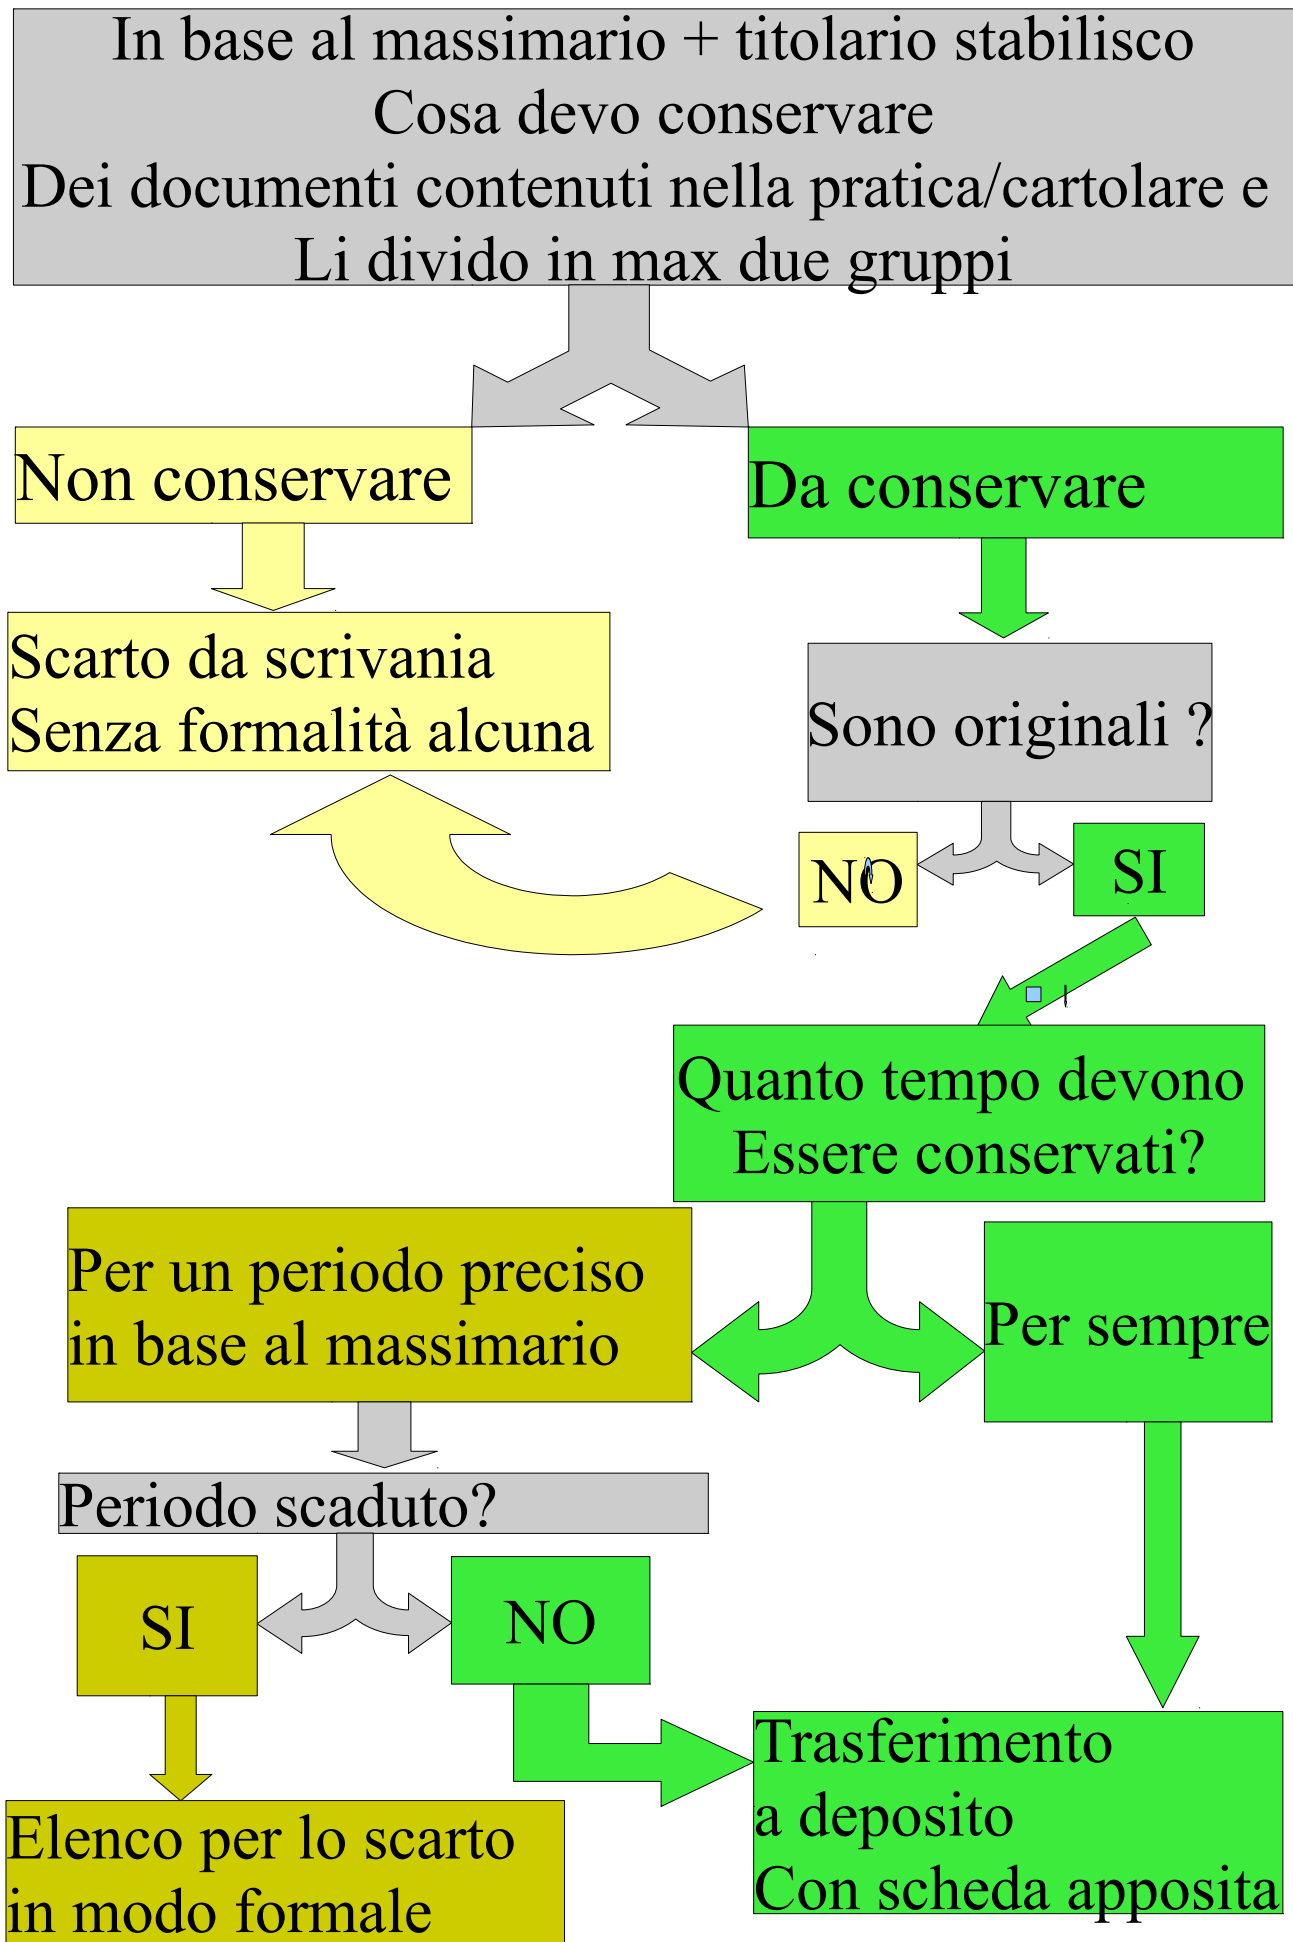 In base al massimario + titolario stabilisco
Cosa devo conservare
Dei documenti contenuti nella pratica/cartolare e
Li divido in max due gruppi
Non conservare
Da conservare
Scarto da scrivania
Senza formalità alcuna
Sono originali ?
NO
SI
Quanto tempo devono
Essere conservati?
Per un periodo preciso
in base al massimario
Per sempre
Periodo scaduto?
SI
NO
Trasferimento
a deposito
Con scheda apposita
Elenco per lo scarto
in modo formale